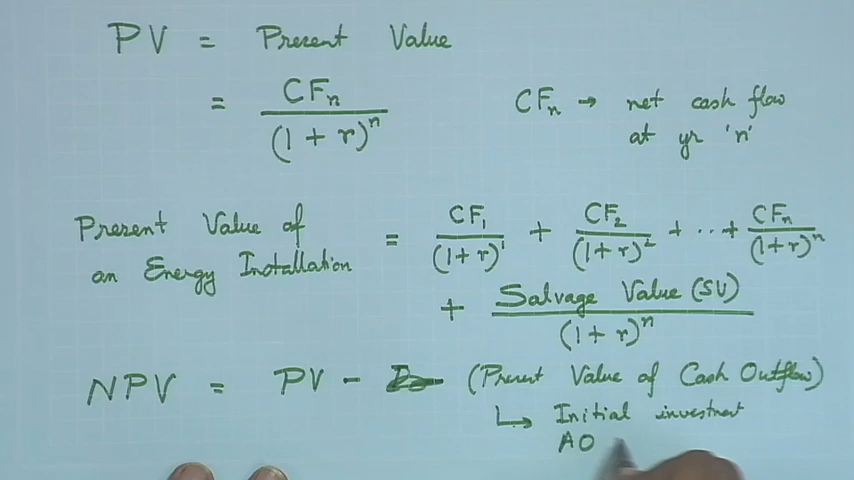 PV = Present Value
= CFn / (1 + r)^n
CFn → net cash flow
at yr 'n'
Present Value of
an Energy Installation
= CF1 / (1+r)^1 + CF2 / (1+r)^2 + ... + CFn / (1+r)^n
+ Salvage Value (SV) / (1+r)^n
NPV = PV - (Present Value of Cash Outflow)
↳ Initial investment
AO